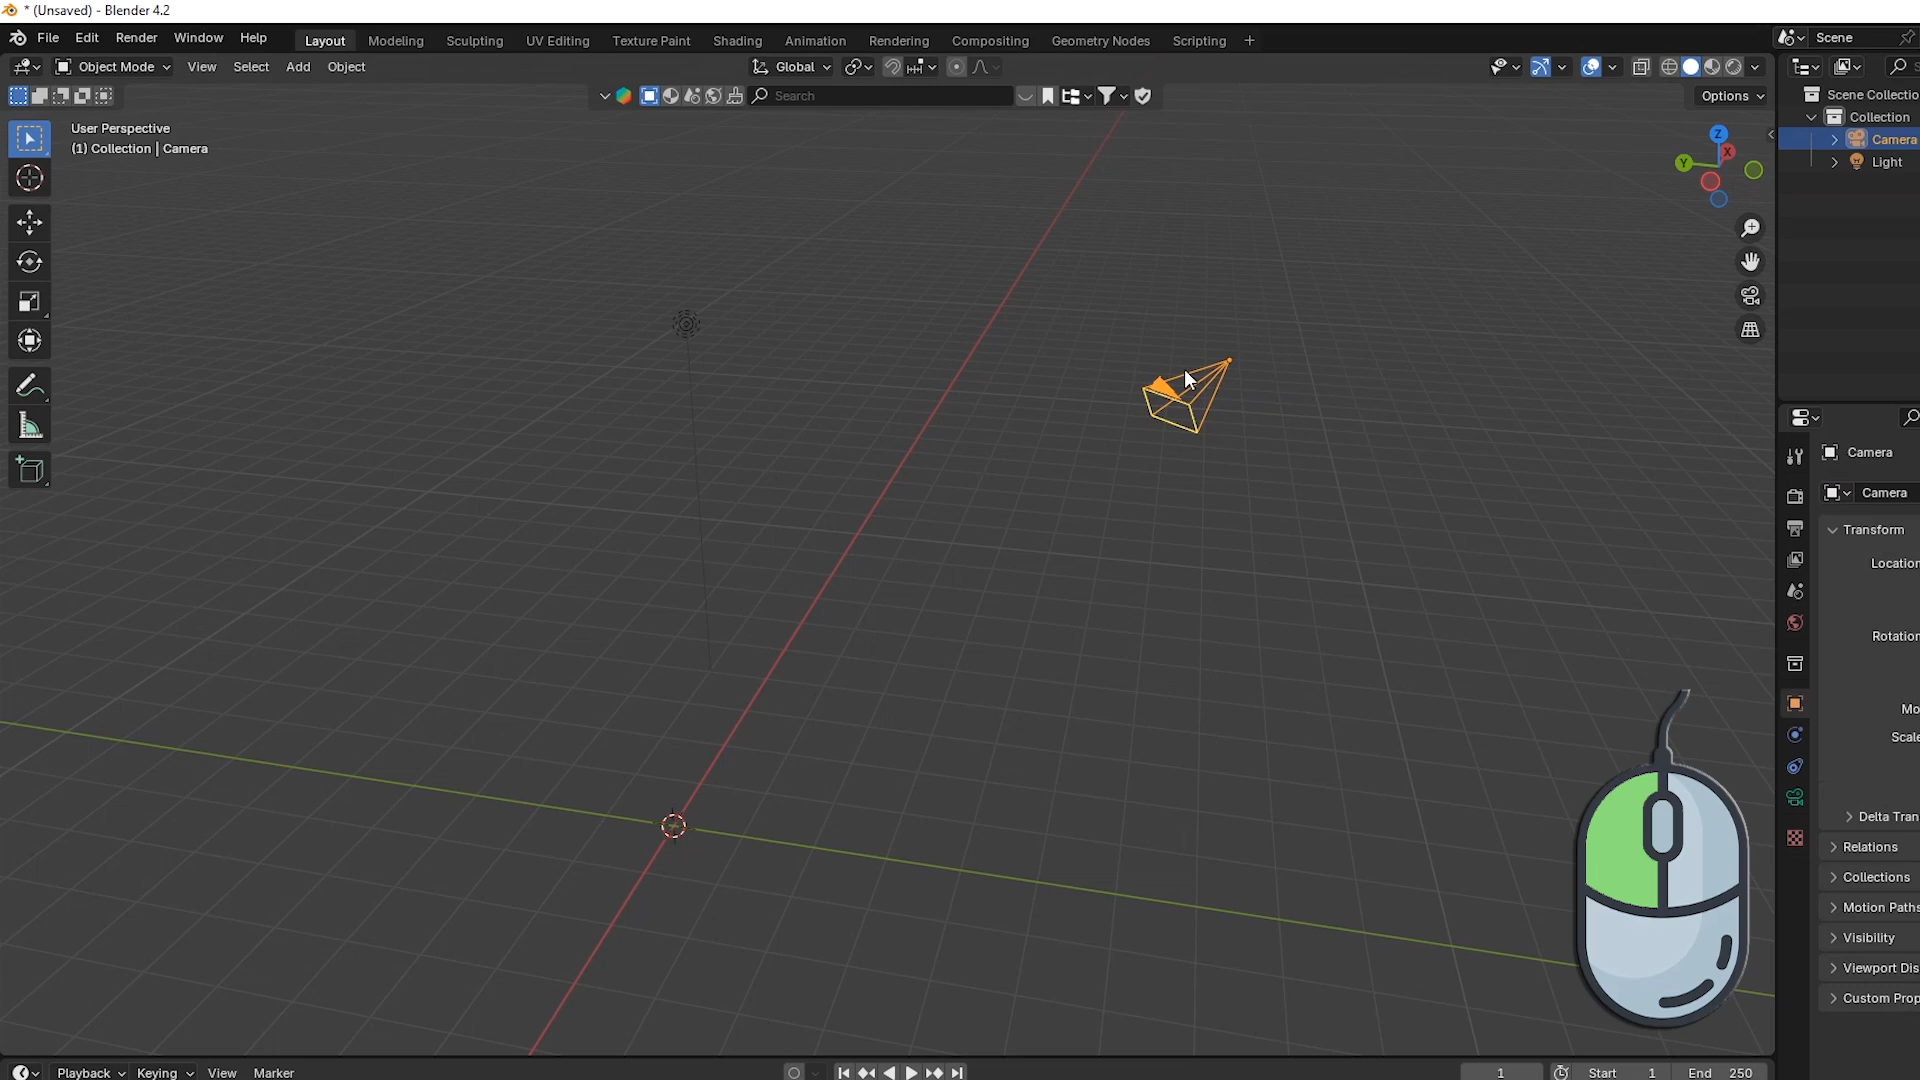 * (Unsaved) - Blender 4.2
File Edit Render Window Help Layout Modeling Sculpting UV Editing Texture Paint Shading Animation Rendering Compositing Geometry Nodes Scripting + Scene
Object Mode View Select Add Object Global
Search Options
Scene Collectio
Collection
Camera
Light
User Perspective
(1) Collection | Camera
Z
X
Y
Camera
Camera
Transform
Location
Rotation
Mo
Scale
Delta Tran
Relations
Collections
Motion Paths
Visibility
Viewport Dis
Custom Prop
Playback Keying View Marker 1 Start 1 End 250